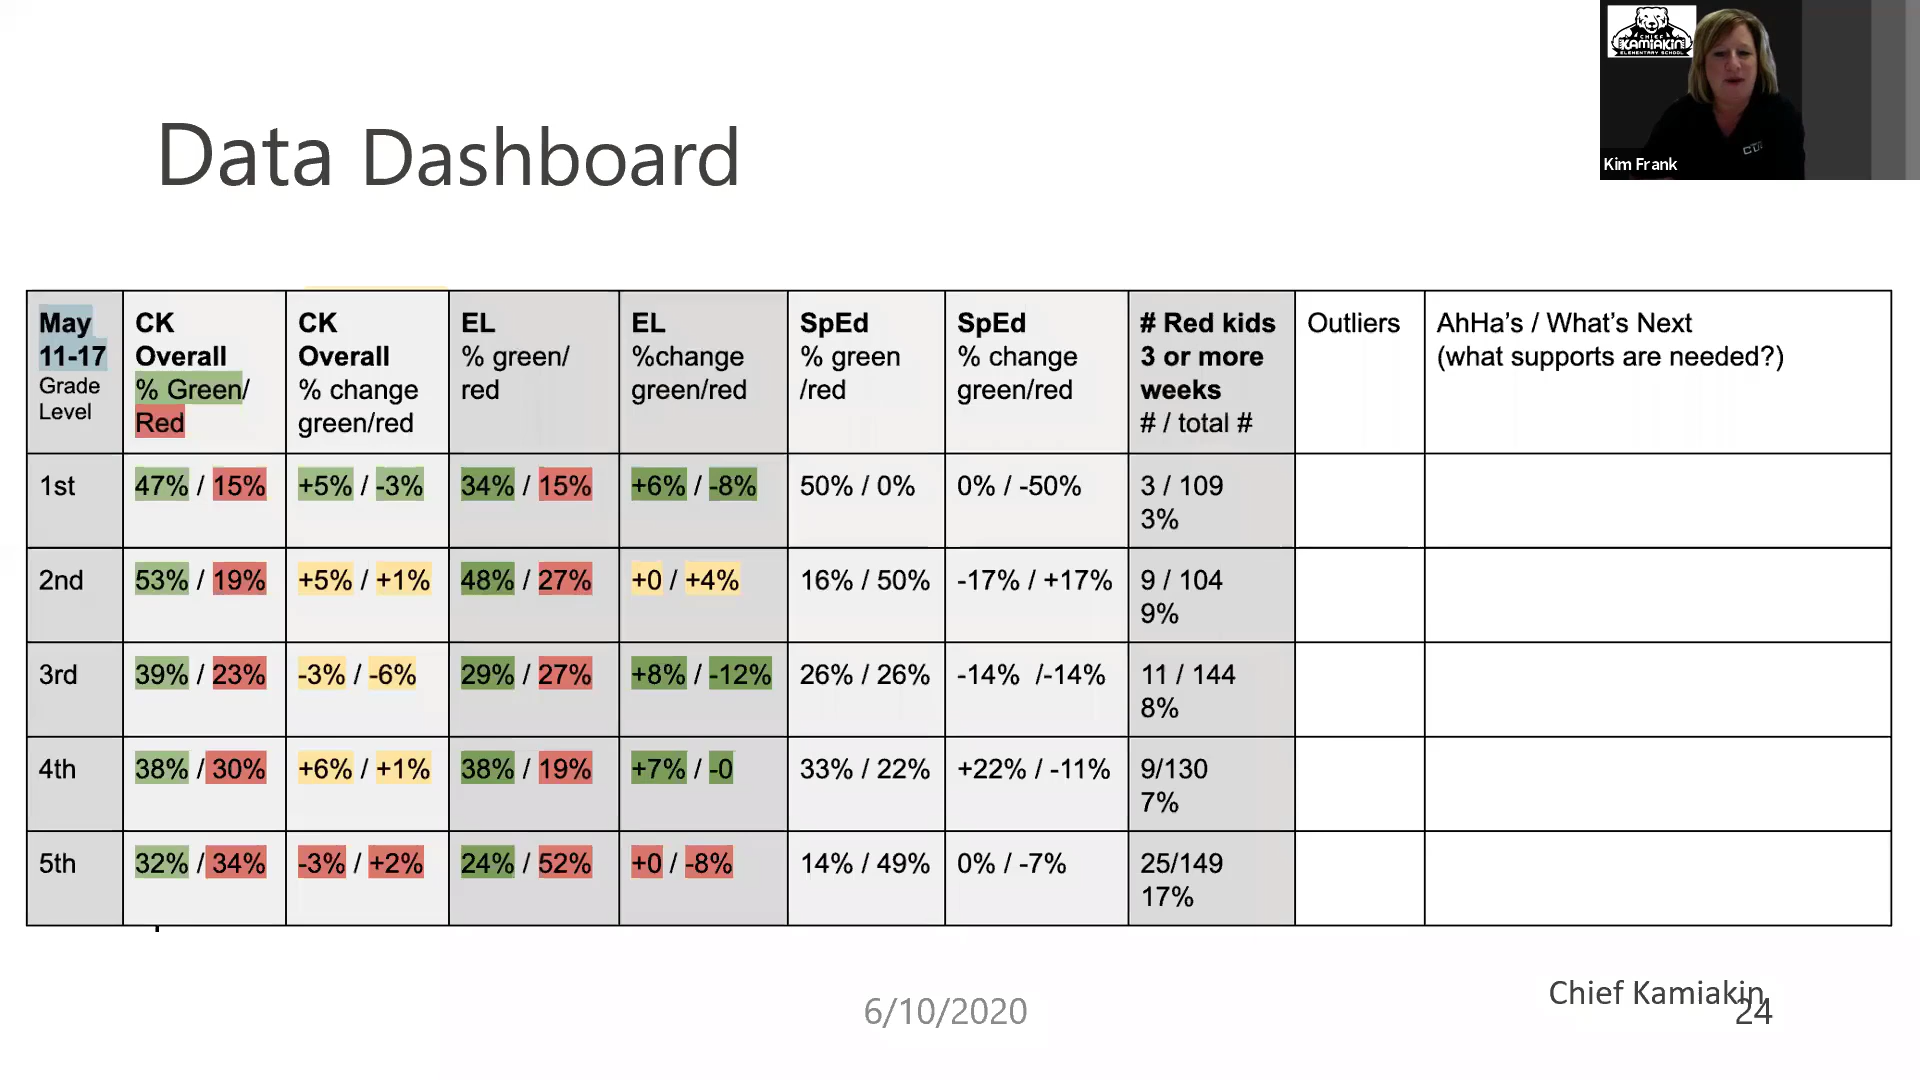 CHIEF
KAMIAKIN
ELEMENTARY SCHOOL
Kim Frank
Data Dashboard
May
11-17
Grade
Level
CK
Overall
% Green/
Red
CK
Overall
% change
green/red
EL
% green/
red
EL
%change
green/red
SpEd
% green
/red
SpEd
% change
green/red
# Red kids
3 or more
weeks
# / total #
Outliers
AhHa's / What's Next
(what supports are needed?)
1st
47% / 15%
+5% / -3%
34% / 15%
+6% / -8%
50% / 0%
0% / -50%
3 / 109
3%
2nd
53% / 19%
+5% / +1%
48% / 27%
+0 / +4%
16% / 50%
-17% / +17%
9 / 104
9%
3rd
39% / 23%
-3% / -6%
29% / 27%
+8% / -12%
26% / 26%
-14% /-14%
11 / 144
8%
4th
38% / 30%
+6% / +1%
38% / 19%
+7% / -0
33% / 22%
+22% / -11%
9/130
7%
5th
32% / 34%
-3% / +2%
24% / 52%
+0 / -8%
14% / 49%
0% / -7%
25/149
17%
6/10/2020
Chief Kamiakin
24